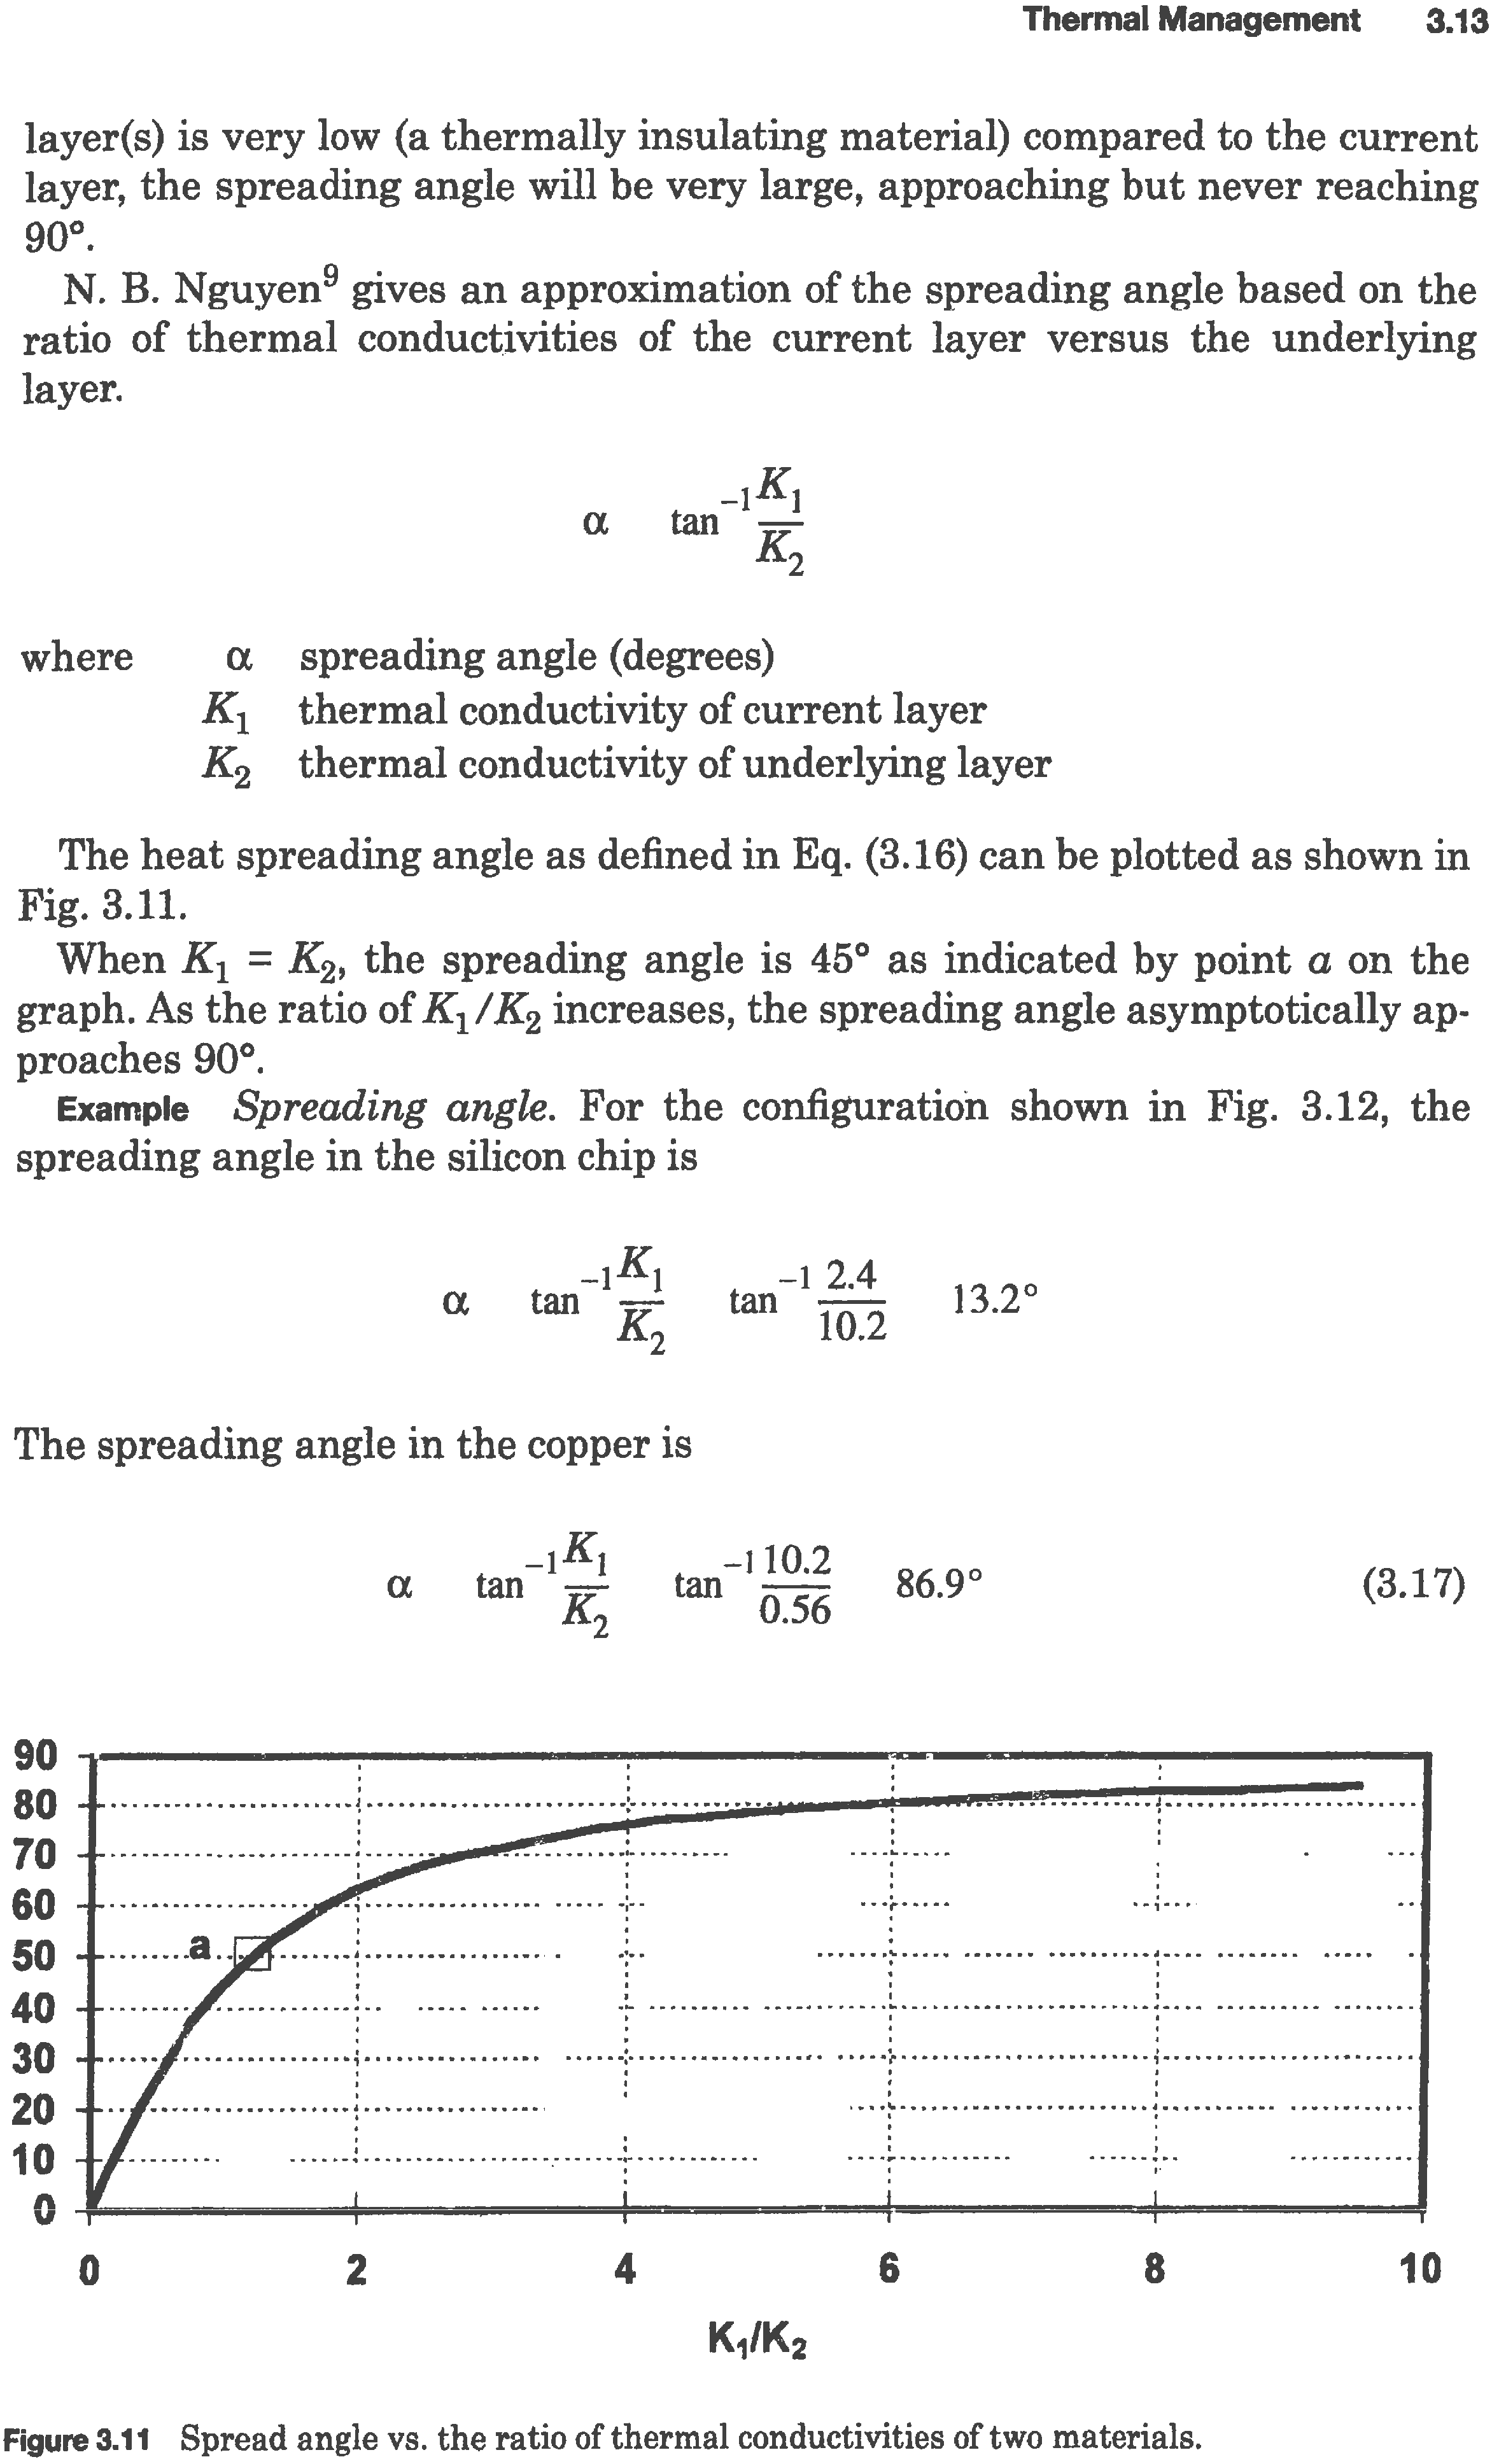 Thermal Management 3.13
layer(s) is very low (a thermally insulating material) compared to the current
layer, the spreading angle will be very large, approaching but never reaching
90°.
N. B. Nguyen⁹ gives an approximation of the spreading angle based on the
ratio of thermal conductivities of the current layer versus the underlying
layer.
α tan⁻¹ K₁/K₂
where α spreading angle (degrees)
K₁ thermal conductivity of current layer
K₂ thermal conductivity of underlying layer
The heat spreading angle as defined in Eq. (3.16) can be plotted as shown in
Fig. 3.11.
When K₁ = K₂, the spreading angle is 45° as indicated by point a on the
graph. As the ratio of K₁/K₂ increases, the spreading angle asymptotically ap-
proaches 90°.
Example Spreading angle. For the configuration shown in Fig. 3.12, the
spreading angle in the silicon chip is
α tan⁻¹ K₁/K₂ tan⁻¹ 2.4/10.2 13.2°
The spreading angle in the copper is
α tan⁻¹ K₁/K₂ tan⁻¹ 10.2/0.56 86.9° (3.17)
90
80
70
60
50
a
40
30
20
10
0
0 2 4 6 8 10
K₁/K₂
Figure 3.11 Spread angle vs. the ratio of thermal conductivities of two materials.